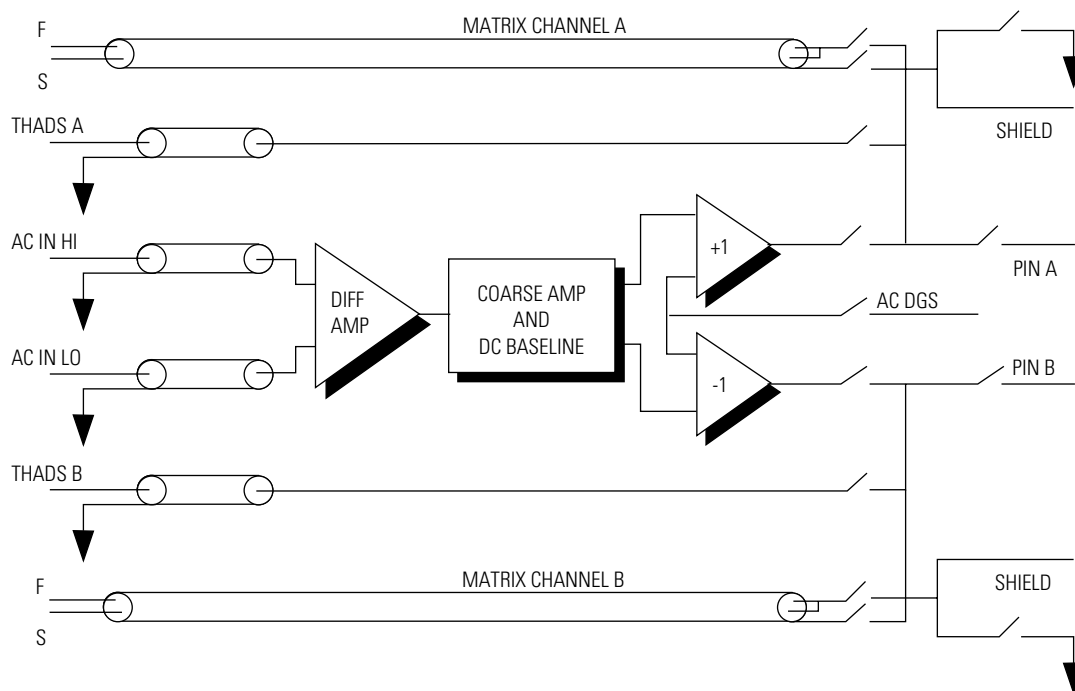 F
MATRIX CHANNEL A
S
THADS A
SHIELD
AC IN HI
+1
PIN A
DIFF
AMP
COARSE AMP
AND
DC BASELINE
AC DGS
AC IN LO
PIN B
-1
THADS B
F
MATRIX CHANNEL B
SHIELD
S